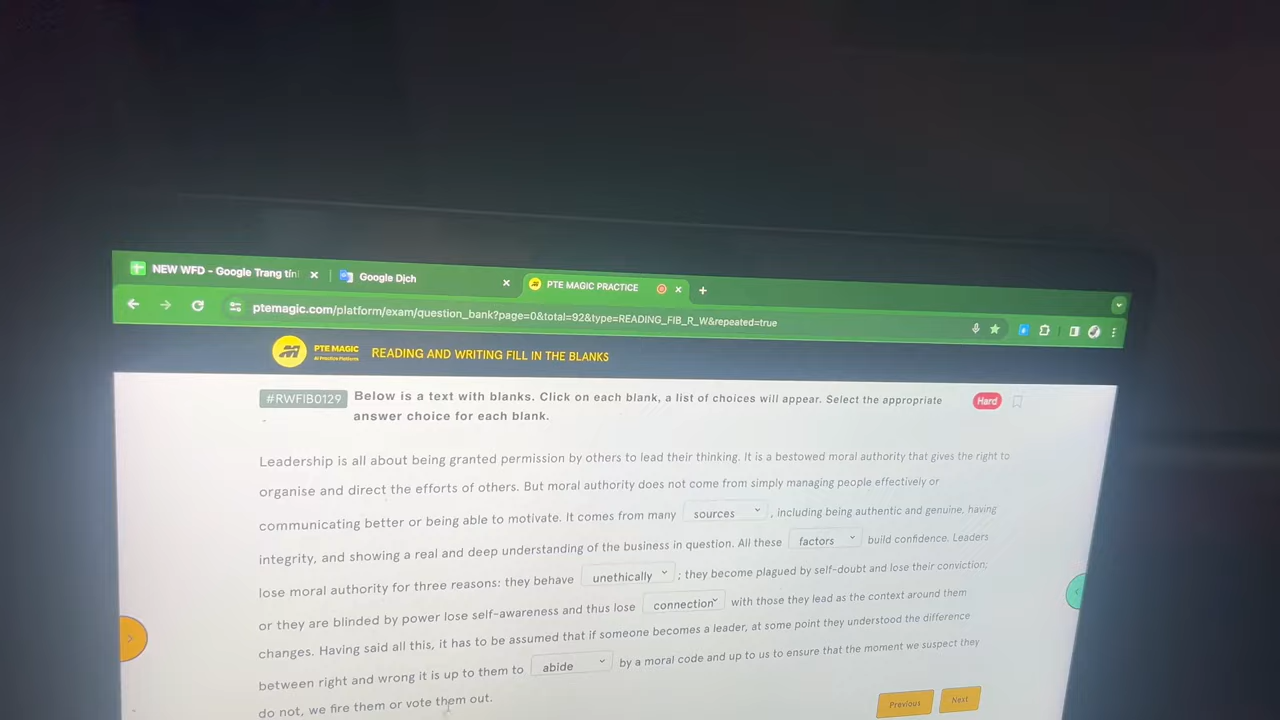 NEW WFD - Google Trang tín
Google Dịch
PTE MAGIC PRACTICE
ptemagic.com/platform/exam/question_bank?page=0&total=92&type=READING_FIB_R_W&repeated=true
PTE MAGIC
AI Practice Platform
READING AND WRITING FILL IN THE BLANKS
#RWFIB0129
Below is a text with blanks. Click on each blank, a list of choices will appear. Select the appropriate
answer choice for each blank.
Hard
Leadership is all about being granted permission by others to lead their thinking. It is a bestowed moral authority that gives the right to
organise and direct the efforts of others. But moral authority does not come from simply managing people effectively or
communicating better or being able to motivate. It comes from many sources , including being authentic and genuine, having
integrity, and showing a real and deep understanding of the business in question. All these factors build confidence. Leaders
lose moral authority for three reasons: they behave unethically ; they become plagued by self-doubt and lose their conviction;
or they are blinded by power lose self-awareness and thus lose connection with those they lead as the context around them
changes. Having said all this, it has to be assumed that if someone becomes a leader, at some point they understood the difference
between right and wrong it is up to them to abide by a moral code and up to us to ensure that the moment we suspect they
do not, we fire them or vote them out.
Previous
Next